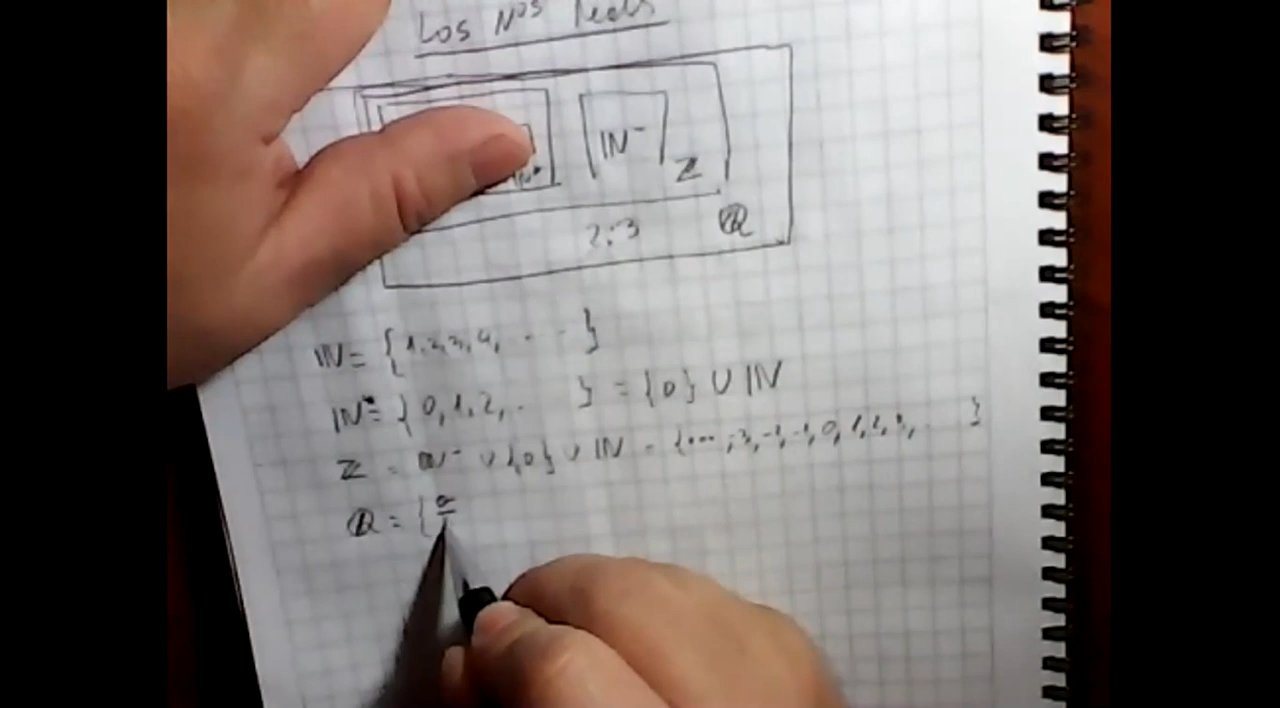 Los Nos Reales
IN-
Z
2:3
Q
IN = { 1, 2, 3, 4, . . . }
IN* = { 0, 1, 2, . } = {0} U IN
Z = IN- U {0} U IN = {..., -3, -2, -1, 0, 1, 2, 3, . . }
Q = { a